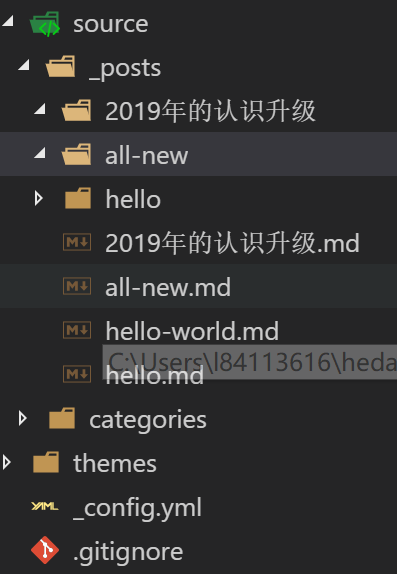 source
_posts
2019年的认识升级
all-new
hello
2019年的认识升级.md
all-new.md
hello-world.md
C:\Users\l84113616\heda
hello.md
categories
themes
YAML _config.yml
.gitignore